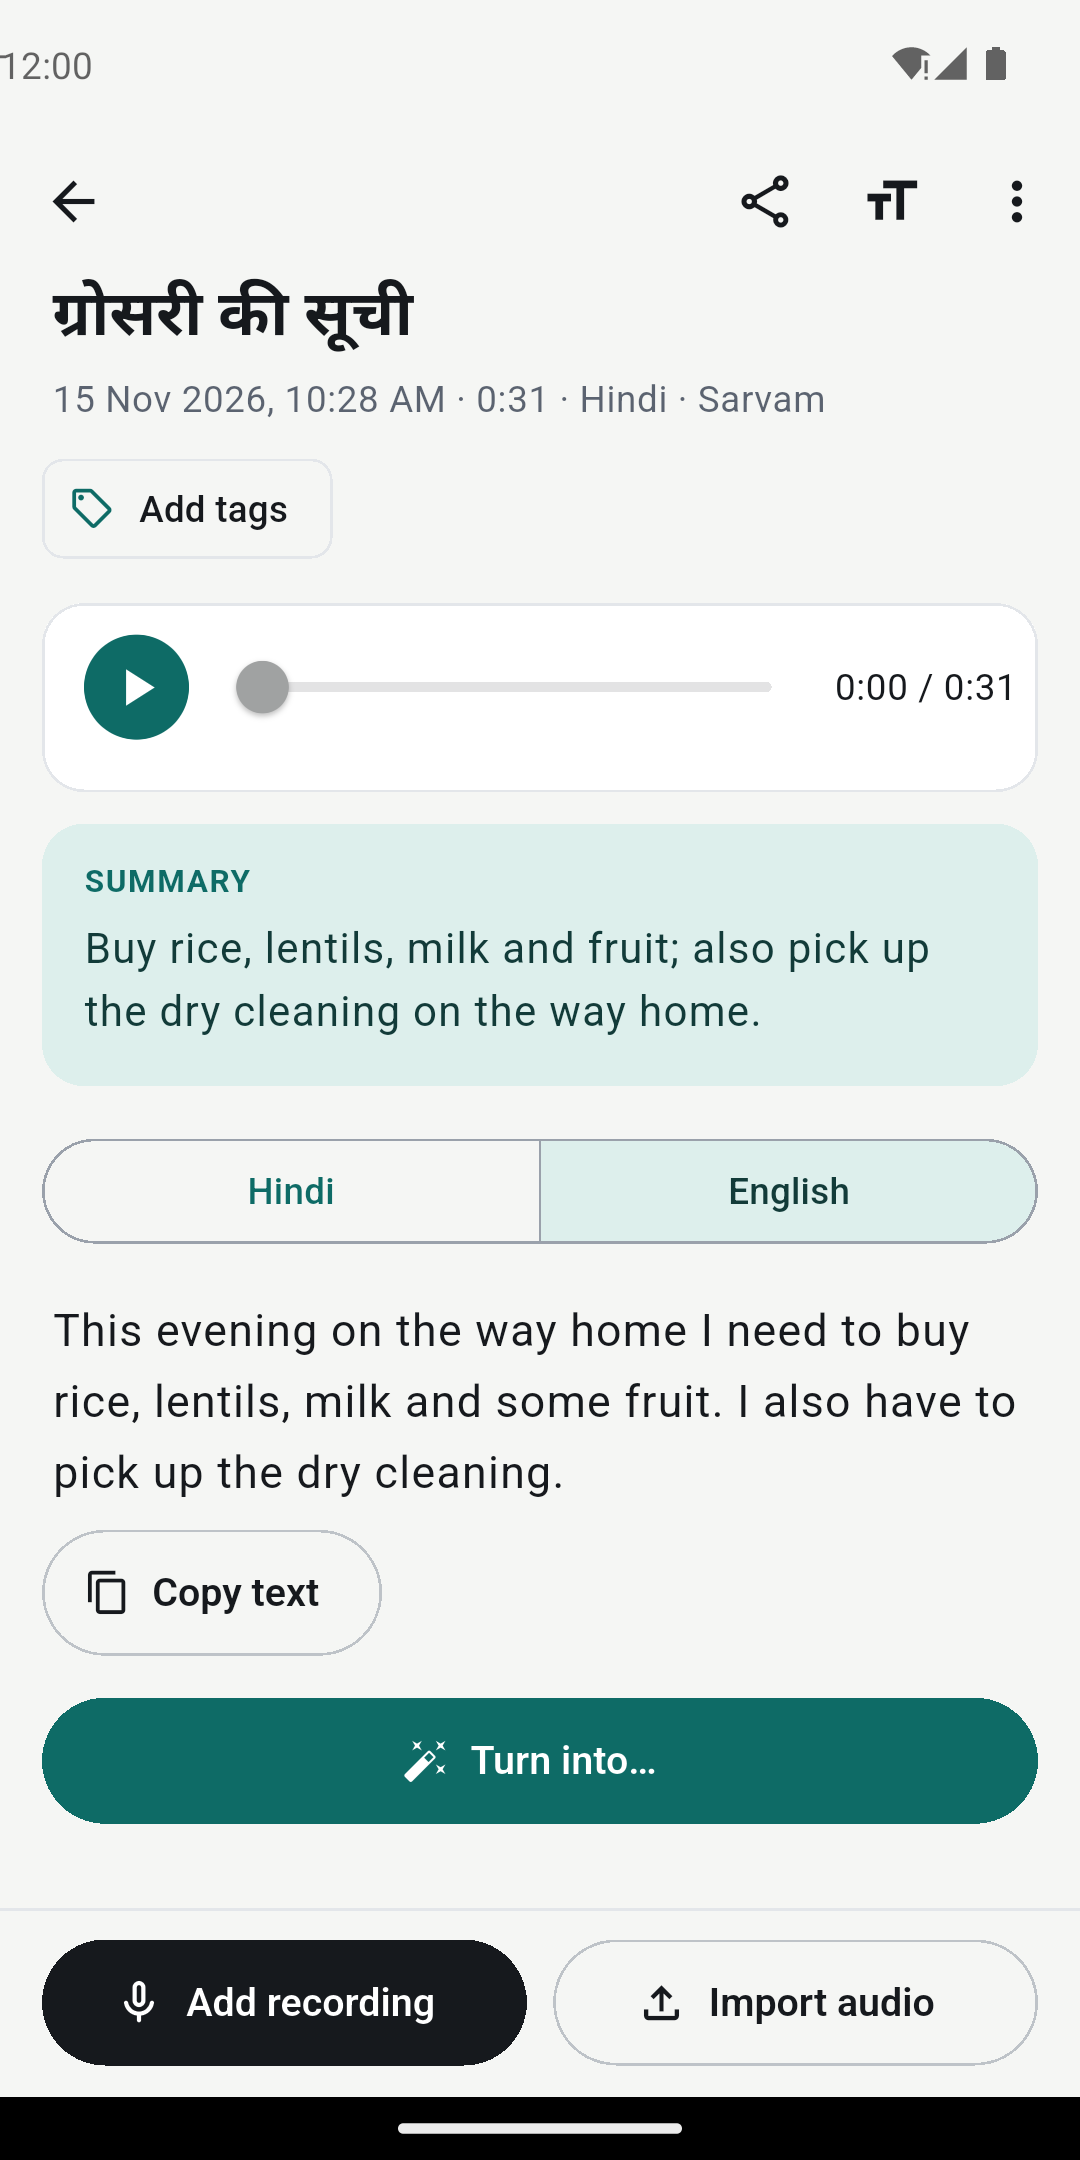 12:00
ग्रोसरी की सूची
15 Nov 2026, 10:28 AM · 0:31 · Hindi · Sarvam
Add tags
0:00 / 0:31
SUMMARY
Buy rice, lentils, milk and fruit; also pick up
the dry cleaning on the way home.
Hindi
English
This evening on the way home I need to buy
rice, lentils, milk and some fruit. I also have to
pick up the dry cleaning.
Copy text
Turn into...
Add recording
Import audio